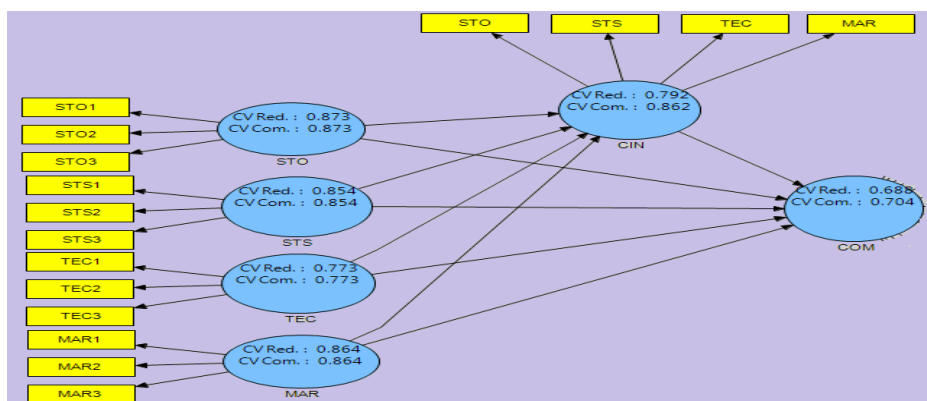 STO
STS
TEC
MAR
CV Red. : 0.792
CV Com. : 0.862
CIN
STO1
STO2
STO3
CV Red. : 0.873
CV Com. : 0.873
STO
STS1
STS2
STS3
CV Red. : 0.854
CV Com. : 0.854
STS
CV Red. : 0.688
CV Com. : 0.704
COM
TEC1
TEC2
TEC3
CV Red. : 0.773
CV Com. : 0.773
TEC
MAR1
MAR2
MAR3
CV Red. : 0.864
CV Com. : 0.864
MAR